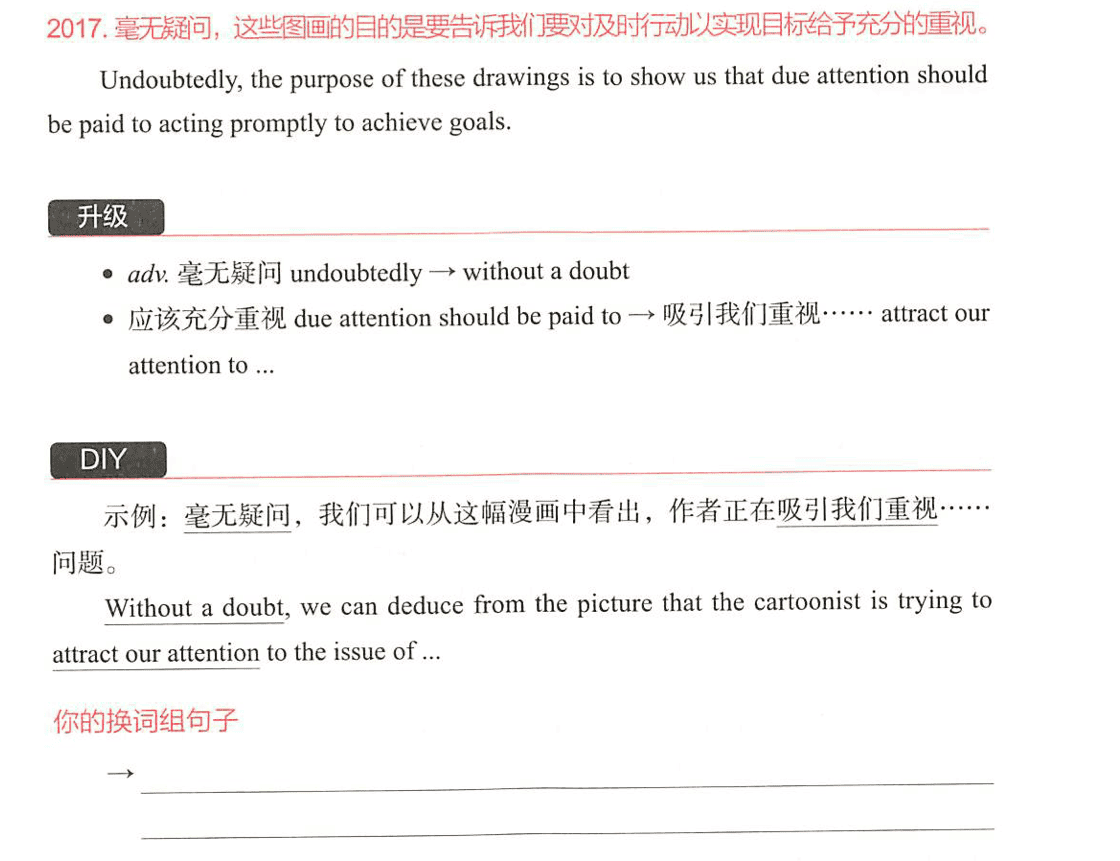 2017. 毫无疑问，这些图画的目的是要告诉我们要对及时行动以实现目标给予充分的重视。
Undoubtedly, the purpose of these drawings is to show us that due attention should
be paid to acting promptly to achieve goals.
升级
• adv. 毫无疑问 undoubtedly → without a doubt
• 应该充分重视 due attention should be paid to → 吸引我们重视…… attract our
attention to ...
DIY
示例：毫无疑问，我们可以从这幅漫画中看出，作者正在吸引我们重视……
问题。
Without a doubt, we can deduce from the picture that the cartoonist is trying to
attract our attention to the issue of ...
你的换词组句子
→